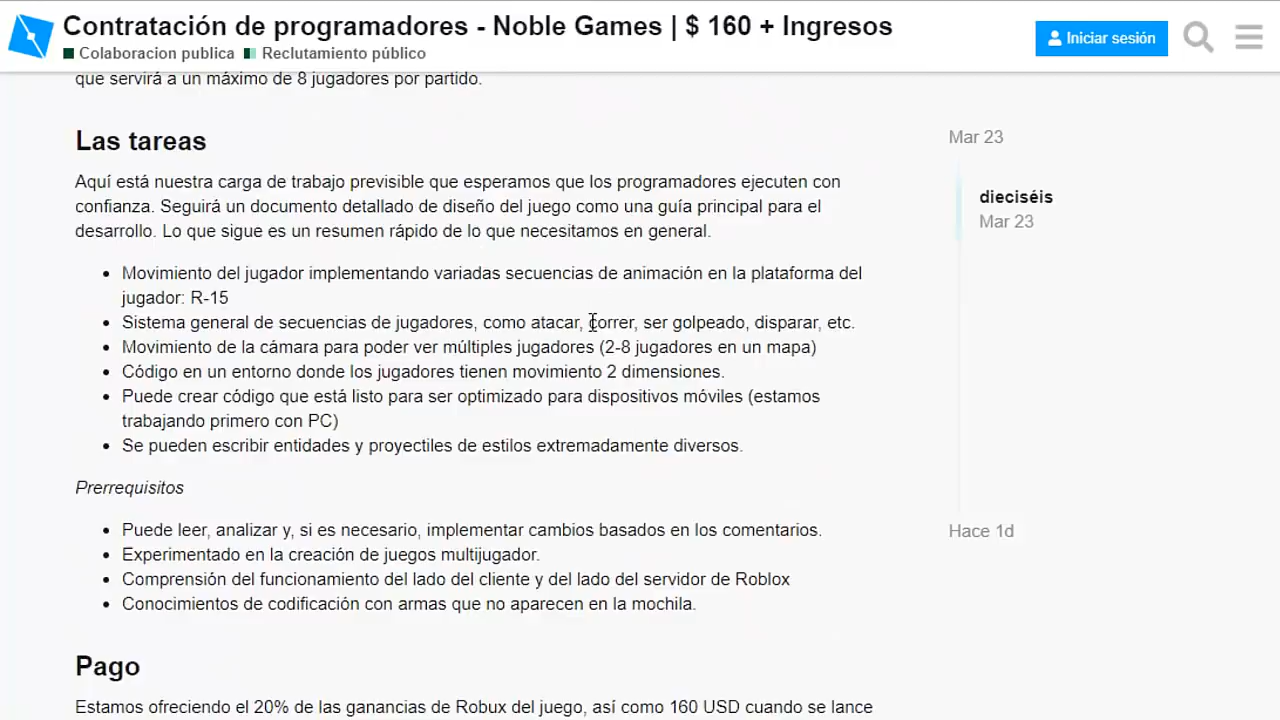 Contratación de programadores - Noble Games | $ 160 + Ingresos
Colaboracion publica Reclutamiento público
Iniciar sesión
que servirá a un máximo de 8 jugadores por partido.
Las tareas
Aquí está nuestra carga de trabajo previsible que esperamos que los programadores ejecuten con
confianza. Seguirá un documento detallado de diseño del juego como una guía principal para el
desarrollo. Lo que sigue es un resumen rápido de lo que necesitamos en general.
Movimiento del jugador implementando variadas secuencias de animación en la plataforma del
jugador: R-15
Sistema general de secuencias de jugadores, como atacar, correr, ser golpeado, disparar, etc.
Movimiento de la cámara para poder ver múltiples jugadores (2-8 jugadores en un mapa)
Código en un entorno donde los jugadores tienen movimiento 2 dimensiones.
Puede crear código que está listo para ser optimizado para dispositivos móviles (estamos
trabajando primero con PC)
Se pueden escribir entidades y proyectiles de estilos extremadamente diversos.
Prerrequisitos
Puede leer, analizar y, si es necesario, implementar cambios basados en los comentarios.
Experimentado en la creación de juegos multijugador.
Comprensión del funcionamiento del lado del cliente y del lado del servidor de Roblox
Conocimientos de codificación con armas que no aparecen en la mochila.
Pago
Estamos ofreciendo el 20% de las ganancias de Robux del juego, así como 160 USD cuando se lance
Mar 23
dieciséis
Mar 23
Hace 1d